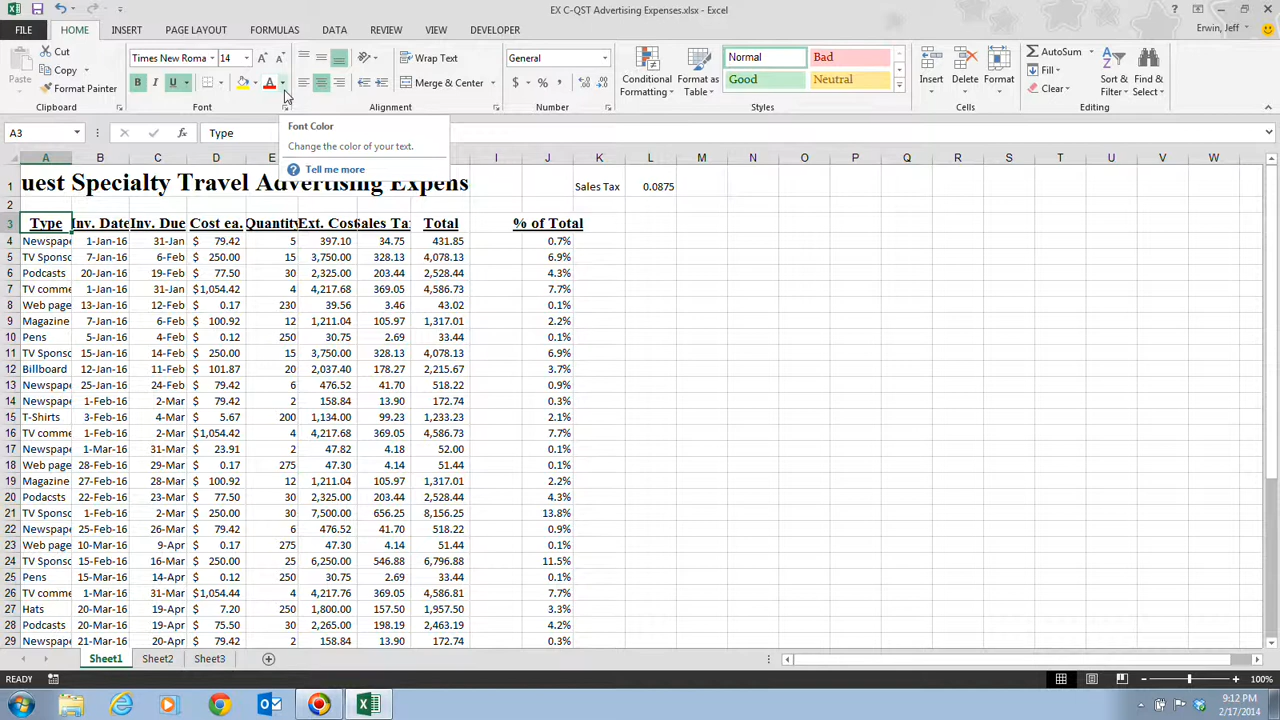 EX C-QST Advertising Expenses.xlsx - Excel
FILE HOME INSERT PAGE LAYOUT FORMULAS DATA REVIEW VIEW DEVELOPER Erwin, Jeff
Paste Cut Copy Format Painter Clipboard
Times New Roma 14 B I U A Font
Wrap Text Merge & Center Alignment
General $ % , Number
Conditional Formatting Format as Table Normal Bad Good Neutral Styles
Insert Delete Format Cells
AutoSum Fill Clear Sort & Filter Find & Select Editing
A3 fx Type
Font Color
Change the color of your text.
Tell me more
A B C D E I J K L M N O P Q R S T U V W
1 uest Specialty Travel Advertising Expens Sales Tax 0.0875
2
3 Type Inv. Date Inv. Due Cost ea. Quantity Ext. Cost Sales Ta Total % of Total
4 Newspape 1-Jan-16 31-Jan $ 79.42 5 397.10 34.75 431.85 0.7%
5 TV Sponso 7-Jan-16 6-Feb $ 250.00 15 3,750.00 328.13 4,078.13 6.9%
6 Podcasts 20-Jan-16 19-Feb $ 77.50 30 2,325.00 203.44 2,528.44 4.3%
7 TV comme 1-Jan-16 31-Jan $1,054.42 4 4,217.68 369.05 4,586.73 7.7%
8 Web page 13-Jan-16 12-Feb $ 0.17 230 39.56 3.46 43.02 0.1%
9 Magazine 7-Jan-16 6-Feb $ 100.92 12 1,211.04 105.97 1,317.01 2.2%
10 Pens 5-Jan-16 4-Feb $ 0.12 250 30.75 2.69 33.44 0.1%
11 TV Sponso 15-Jan-16 14-Feb $ 250.00 15 3,750.00 328.13 4,078.13 6.9%
12 Billboard 12-Jan-16 11-Feb $ 101.87 20 2,037.40 178.27 2,215.67 3.7%
13 Newspape 25-Jan-16 24-Feb $ 79.42 6 476.52 41.70 518.22 0.9%
14 Newspape 1-Feb-16 2-Mar $ 79.42 2 158.84 13.90 172.74 0.3%
15 T-Shirts 3-Feb-16 4-Mar $ 5.67 200 1,134.00 99.23 1,233.23 2.1%
16 TV comme 1-Feb-16 2-Mar $1,054.42 4 4,217.68 369.05 4,586.73 7.7%
17 Newspape 1-Mar-16 31-Mar $ 23.91 2 47.82 4.18 52.00 0.1%
18 Web page 28-Feb-16 29-Mar $ 0.17 275 47.30 4.14 51.44 0.1%
19 Magazine 27-Feb-16 28-Mar $ 100.92 12 1,211.04 105.97 1,317.01 2.2%
20 Podacsts 22-Feb-16 23-Mar $ 77.50 30 2,325.00 203.44 2,528.44 4.3%
21 TV Sponso 1-Feb-16 2-Mar $ 250.00 30 7,500.00 656.25 8,156.25 13.8%
22 Newspape 25-Feb-16 26-Mar $ 79.42 6 476.52 41.70 518.22 0.9%
23 Web page 10-Mar-16 9-Apr $ 0.17 275 47.30 4.14 51.44 0.1%
24 TV Sponso 15-Feb-16 16-Mar $ 250.00 25 6,250.00 546.88 6,796.88 11.5%
25 Pens 15-Mar-16 14-Apr $ 0.12 250 30.75 2.69 33.44 0.1%
26 TV comme 1-Mar-16 31-Mar $1,054.44 4 4,217.76 369.05 4,586.81 7.7%
27 Hats 20-Mar-16 19-Apr $ 7.20 250 1,800.00 157.50 1,957.50 3.3%
28 Podcasts 20-Mar-16 19-Apr $ 75.50 30 2,265.00 198.19 2,463.19 4.2%
29 Newspape 21-Mar-16 20-Apr $ 79.42 2 158.84 13.90 172.74 0.3%
Sheet1 Sheet2 Sheet3
READY 100%
9:12 PM
2/17/2014